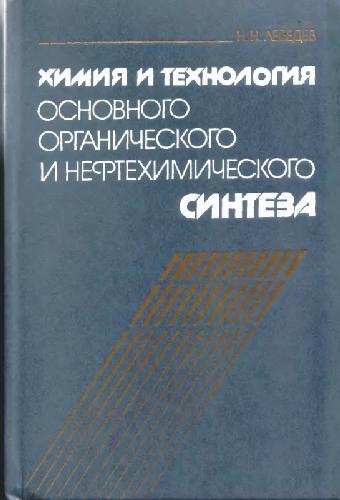 Н. Н. ЛЕБЕДЕВ
ХИМИЯ И ТЕХНОЛОГИЯ
ОСНОВНОГО
ОРГАНИЧЕСКОГО
И НЕФТЕХИМИЧЕСКОГО
СИНТЕЗА